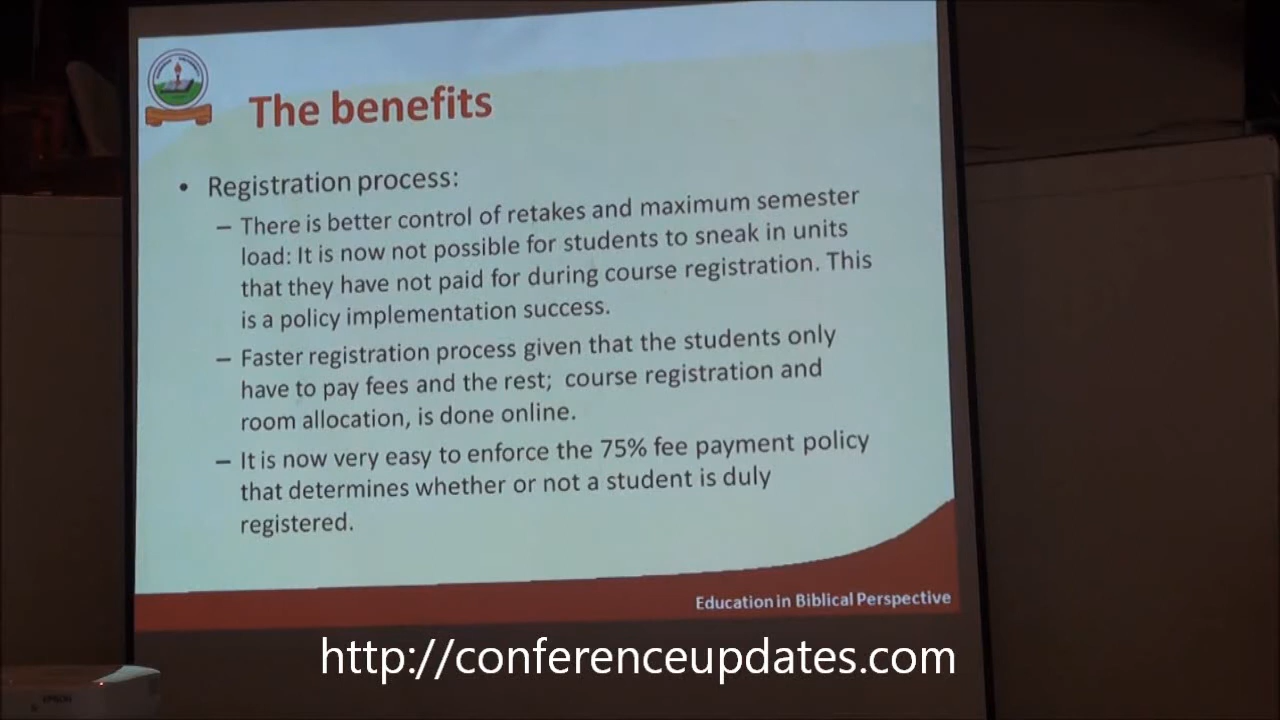 The benefits
• Registration process:
– There is better control of retakes and maximum semester
load: It is now not possible for students to sneak in units
that they have not paid for during course registration. This
is a policy implementation success.
– Faster registration process given that the students only
have to pay fees and the rest; course registration and
room allocation, is done online.
– It is now very easy to enforce the 75% fee payment policy
that determines whether or not a student is duly
registered.
Education in Biblical Perspective
http://conferenceupdates.com
EPSON